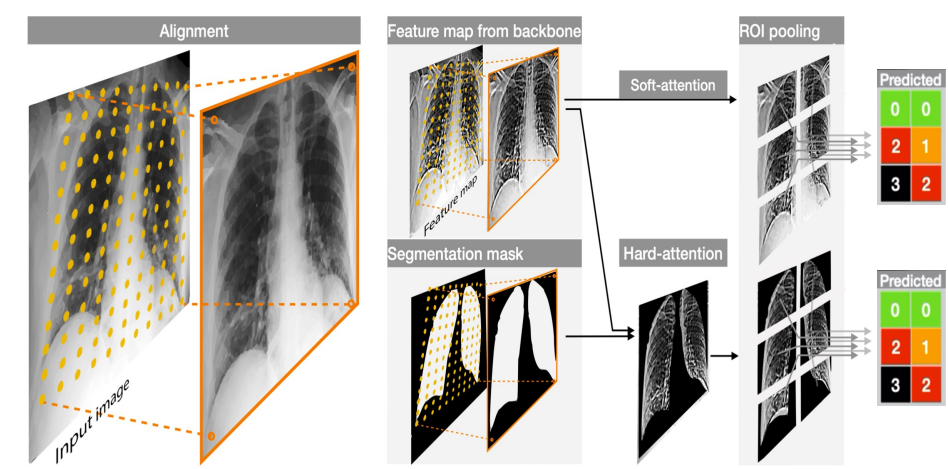 Alignment
Input image
Feature map from backbone
Feature map
Segmentation mask
Soft-attention
Hard-attention
ROI pooling
Predicted
0 0
2 1
3 2
Predicted
0 0
2 1
3 2